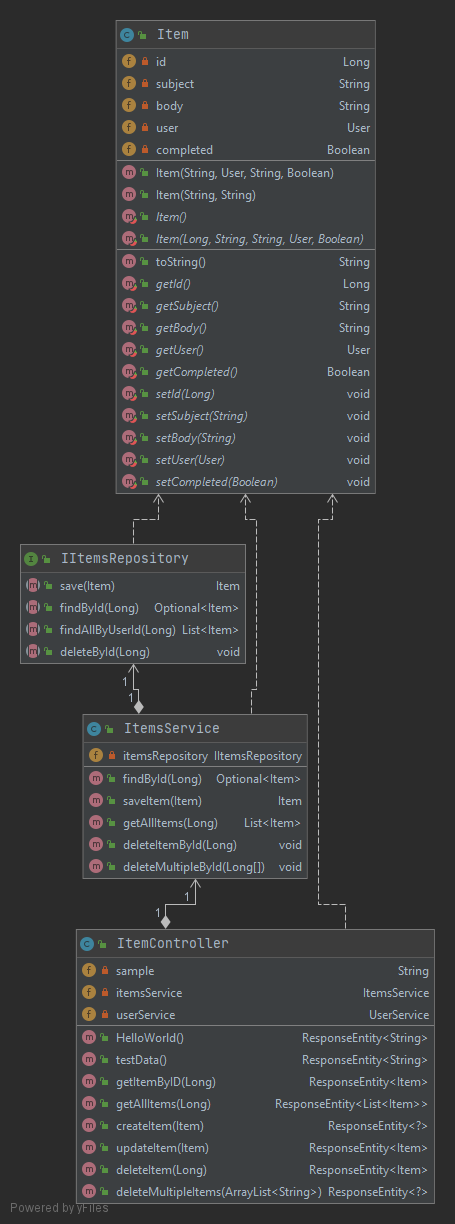 Item
id Long
subject String
body String
user User
completed Boolean
Item(String, User, String, Boolean)
Item(String, String)
Item()
Item(Long, String, String, User, Boolean)
toString() String
getId() Long
getSubject() String
getBody() String
getUser() User
getCompleted() Boolean
setId(Long) void
setSubject(String) void
setBody(String) void
setUser(User) void
setCompleted(Boolean) void
IItemsRepository
save(Item) Item
findById(Long) Optional<Item>
findAllByUserId(Long) List<Item>
deleteById(Long) void
1
1
ItemsService
itemsRepository IItemsRepository
findById(Long) Optional<Item>
saveItem(Item) Item
getAllItems(Long) List<Item>
deleteItemById(Long) void
deleteMultipleById(Long[]) void
1
1
ItemController
sample String
itemsService ItemsService
userService UserService
HelloWorld() ResponseEntity<String>
testData() ResponseEntity<String>
getItemByID(Long) ResponseEntity<Item>
getAllItems(Long) ResponseEntity<List<Item>>
createItem(Item) ResponseEntity<?>
updateItem(Item) ResponseEntity<Item>
deleteItem(Long) ResponseEntity<Item>
deleteMultipleItems(ArrayList<String>) ResponseEntity<?>
Powered by yFiles